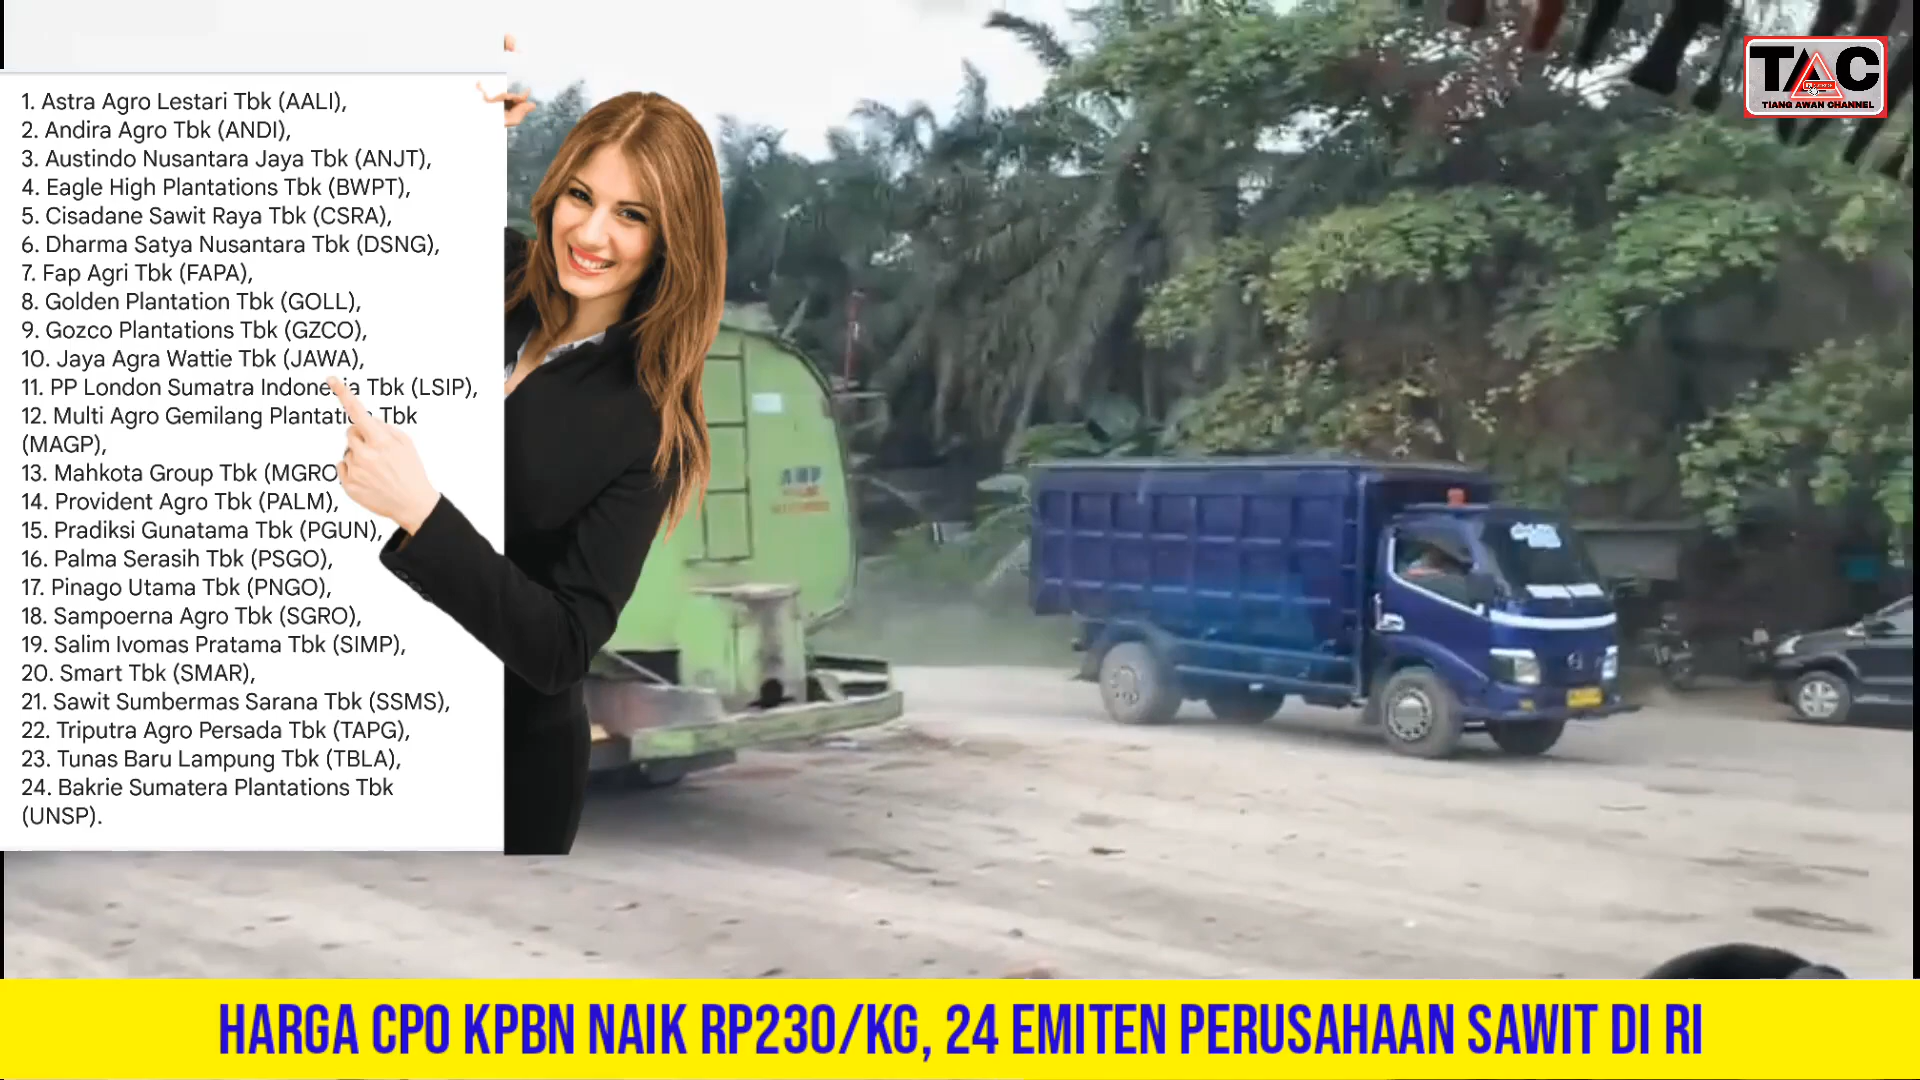 1. Astra Agro Lestari Tbk (AALI),
2. Andira Agro Tbk (ANDI),
3. Austindo Nusantara Jaya Tbk (ANJT),
4. Eagle High Plantations Tbk (BWPT),
5. Cisadane Sawit Raya Tbk (CSRA),
6. Dharma Satya Nusantara Tbk (DSNG),
7. Fap Agri Tbk (FAPA),
8. Golden Plantation Tbk (GOLL),
9. Gozco Plantations Tbk (GZCO),
10. Jaya Agra Wattie Tbk (JAWA),
11. PP London Sumatra Indonesia Tbk (LSIP),
12. Multi Agro Gemilang Plantation Tbk
(MAGP),
13. Mahkota Group Tbk (MGRO
14. Provident Agro Tbk (PALM),
15. Pradiksi Gunatama Tbk (PGUN),
16. Palma Serasih Tbk (PSGO),
17. Pinago Utama Tbk (PNGO),
18. Sampoerna Agro Tbk (SGRO),
19. Salim Ivomas Pratama Tbk (SIMP),
20. Smart Tbk (SMAR),
21. Sawit Sumbermas Sarana Tbk (SSMS),
22. Triputra Agro Persada Tbk (TAPG),
23. Tunas Baru Lampung Tbk (TBLA),
24. Bakrie Sumatera Plantations Tbk
(UNSP).
TAC
TIANG AWAN CHANNEL
HARGA CPO KPBN NAIK RP230/KG, 24 EMITEN PERUSAHAAN SAWIT DI RI